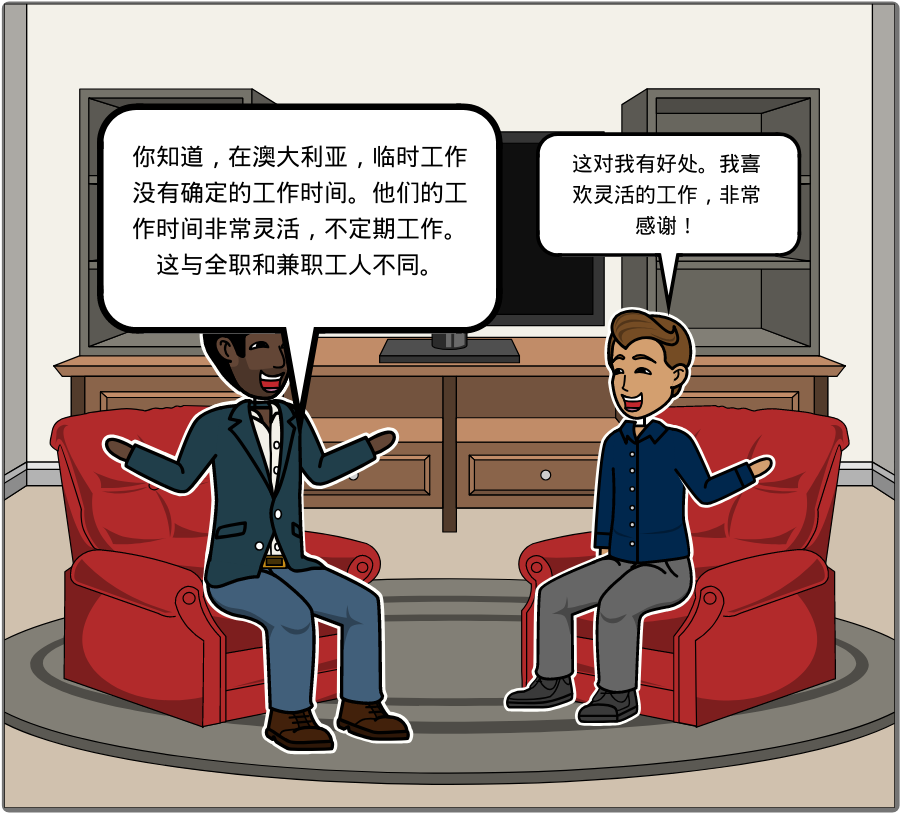 你知道，在澳大利亚，临时工作
没有确定的工作时间。他们的工
作时间非常灵活，不定期工作。
这与全职和兼职工人不同。
这对我有好处。我喜
欢灵活的工作，非常
感谢！